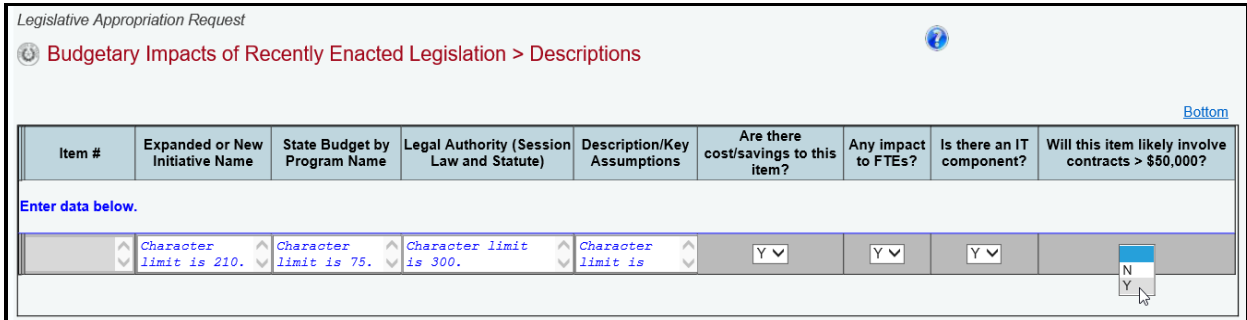 Legislative Appropriation Request
Budgetary Impacts of Recently Enacted Legislation > Descriptions
?
Bottom
Item #
Expanded or New
Initiative Name
State Budget by
Program Name
Legal Authority (Session
Law and Statute)
Description/Key
Assumptions
Are there
cost/savings to this
item?
Any impact
to FTEs?
Is there an IT
component?
Will this item likely involve
contracts > $50,000?
Enter data below.
Character
limit is 210.
Character
limit is 75.
Character limit
is 300.
Character
limit is
Y
Y
Y
N
Y